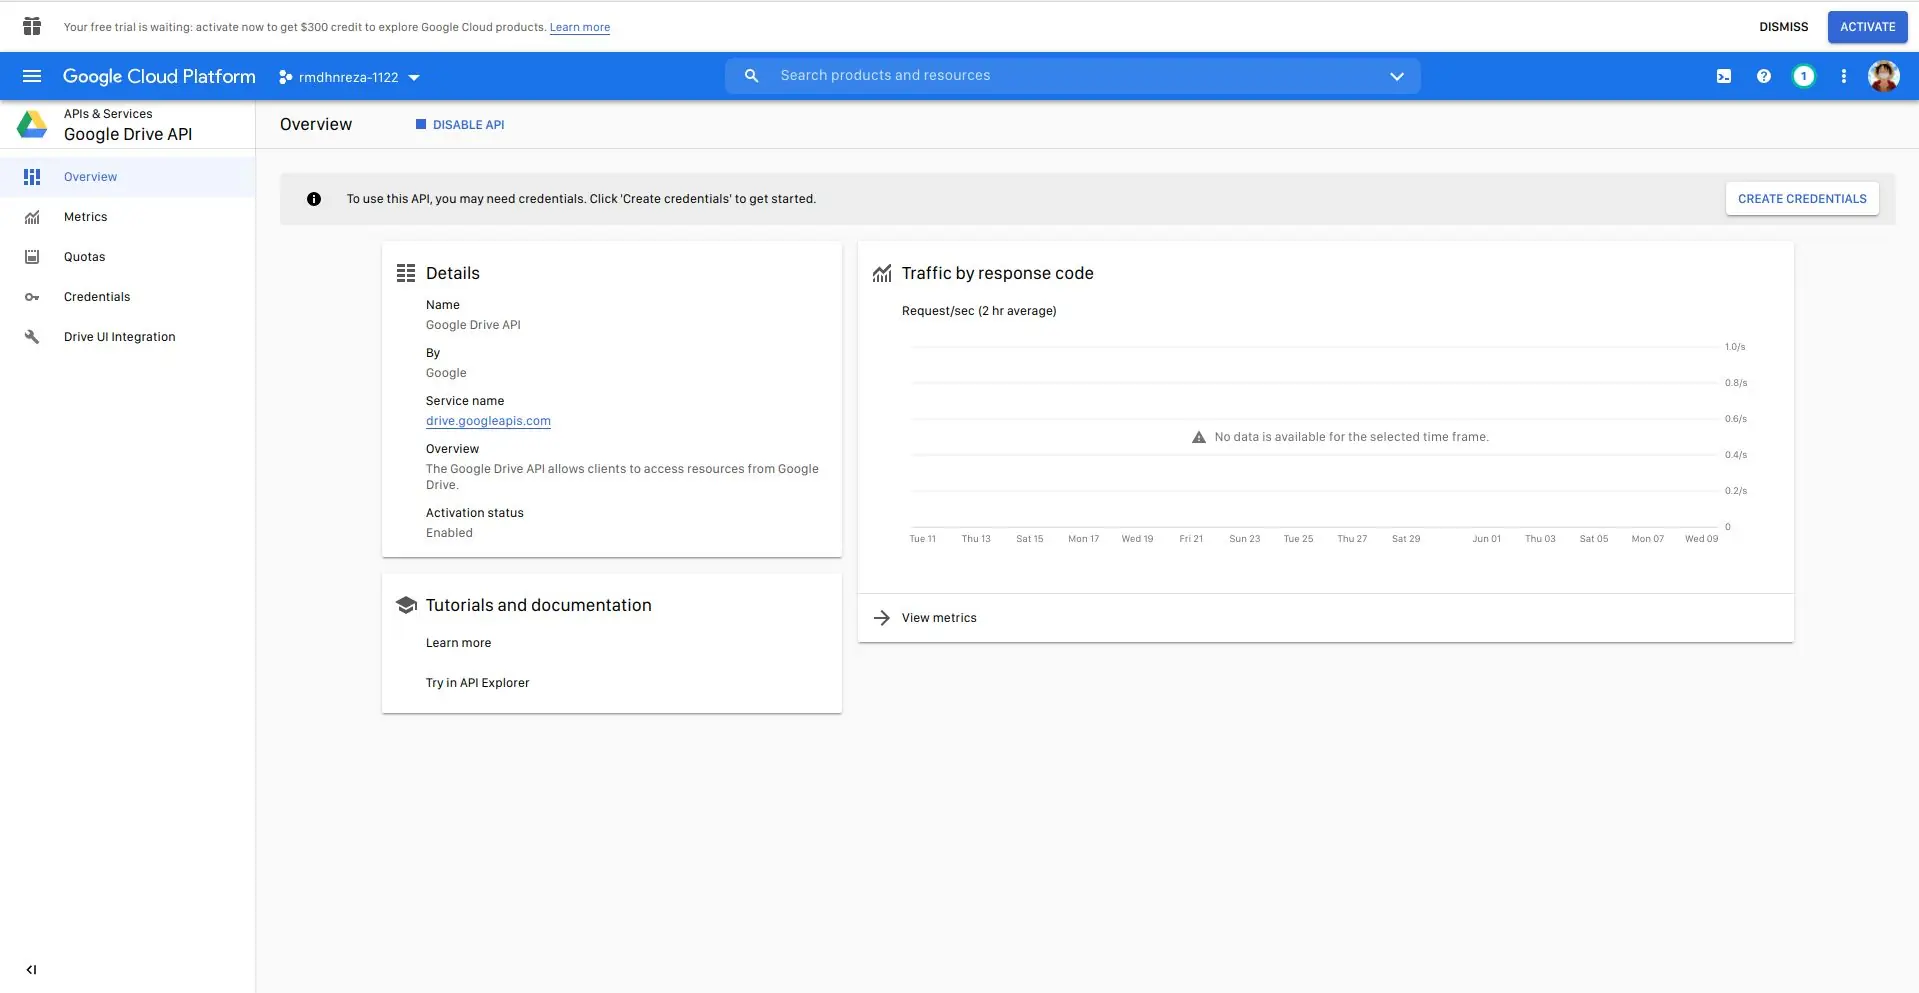 Your free trial is waiting: activate now to get $300 credit to explore Google Cloud products. Learn more
DISMISS
ACTIVATE
Google Cloud Platform
rmdhnreza-1122
Search products and resources
1
APIs & Services
Google Drive API
Overview
DISABLE API
Overview
Metrics
Quotas
Credentials
Drive UI Integration
To use this API, you may need credentials. Click 'Create credentials' to get started.
CREATE CREDENTIALS
Details
Name
Google Drive API
By
Google
Service name
drive.googleapis.com
Overview
The Google Drive API allows clients to access resources from Google
Drive.
Activation status
Enabled
Tutorials and documentation
Learn more
Try in API Explorer
Traffic by response code
Request/sec (2 hr average)
1.0/s
0.8/s
0.6/s
No data is available for the selected time frame.
0.4/s
0.2/s
0
Tue 11 Thu 13 Sat 15 Mon 17 Wed 19 Fri 21 Sun 23 Tue 25 Thu 27 Sat 29 Jun 01 Thu 03 Sat 05 Mon 07 Wed 09
View metrics